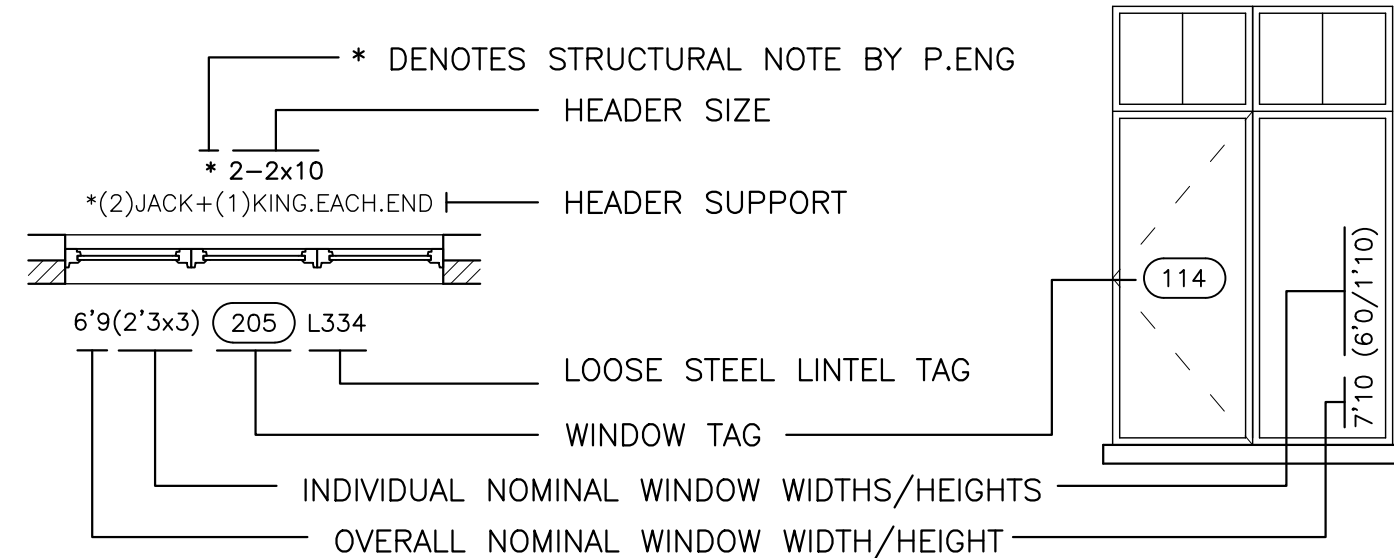 * DENOTES STRUCTURAL NOTE BY P.ENG
HEADER SIZE
* 2-2x10
*(2)JACK+(1)KING.EACH.END
HEADER SUPPORT
6'9(2'3x3) 205 L334
114
7'10 (6'0/1'10)
LOOSE STEEL LINTEL TAG
WINDOW TAG
INDIVIDUAL NOMINAL WINDOW WIDTHS/HEIGHTS
OVERALL NOMINAL WINDOW WIDTH/HEIGHT